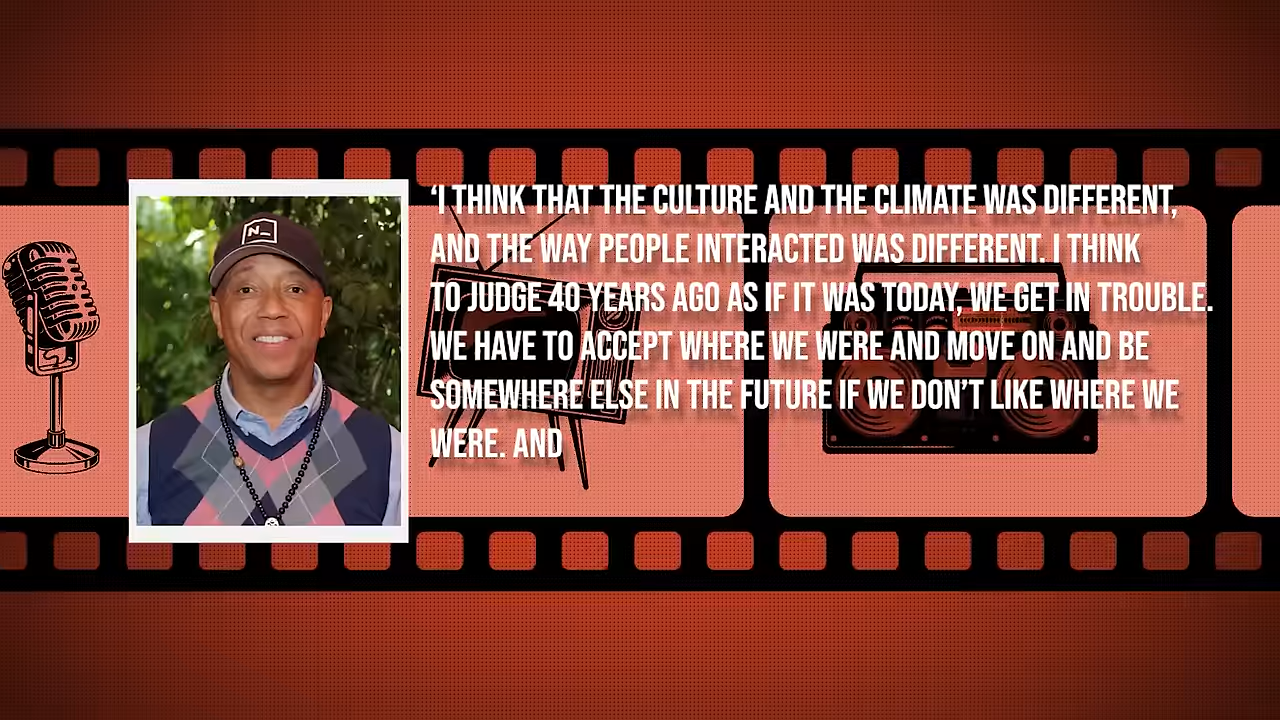 N_
‘I THINK THAT THE CULTURE AND THE CLIMATE WAS DIFFERENT,
AND THE WAY PEOPLE INTERACTED WAS DIFFERENT. I THINK
TO JUDGE 40 YEARS AGO AS IF IT WAS TODAY, WE GET IN TROUBLE.
WE HAVE TO ACCEPT WHERE WE WERE AND MOVE ON AND BE
SOMEWHERE ELSE IN THE FUTURE IF WE DON’T LIKE WHERE WE
WERE. AND